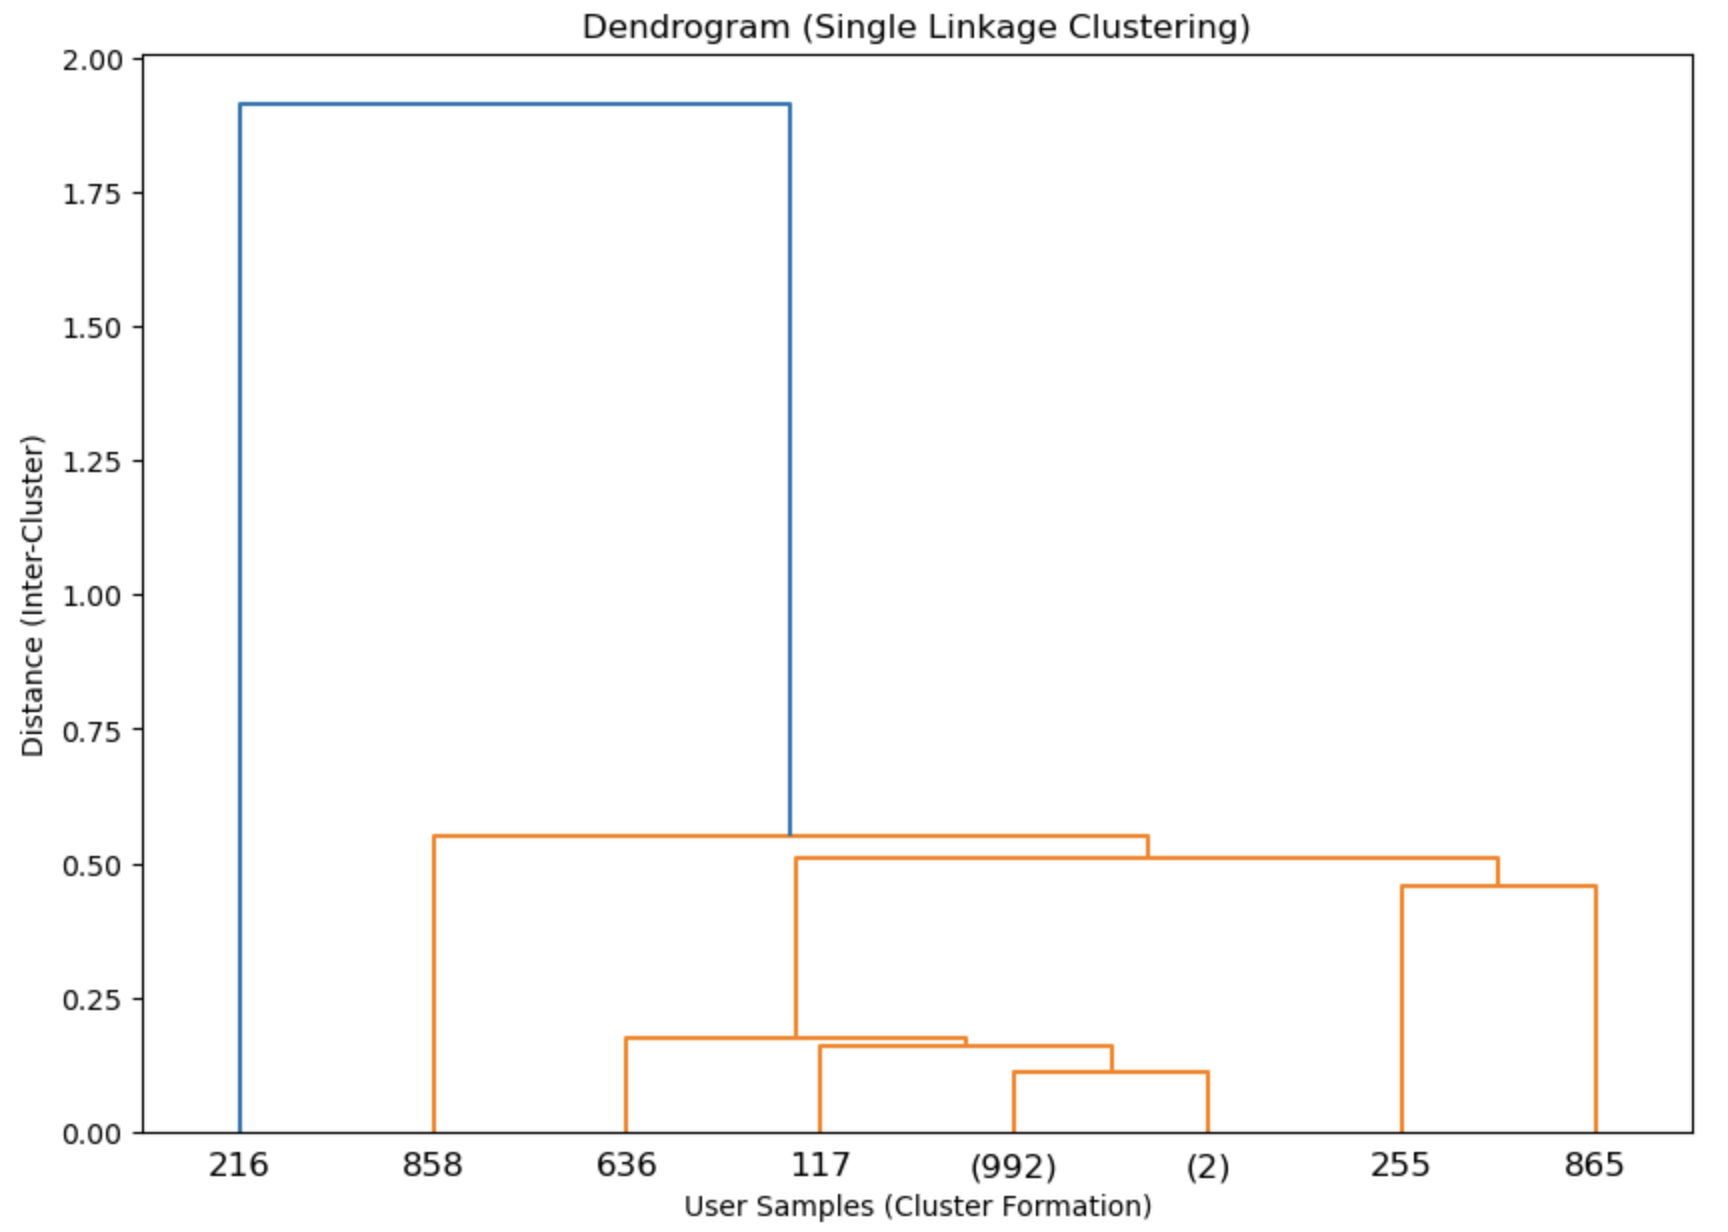 Dendrogram (Single Linkage Clustering)
Distance (Inter-Cluster)
2.00
1.75
1.50
1.25
1.00
0.75
0.50
0.25
0.00
216 858 636 117 (992) (2) 255 865
User Samples (Cluster Formation)